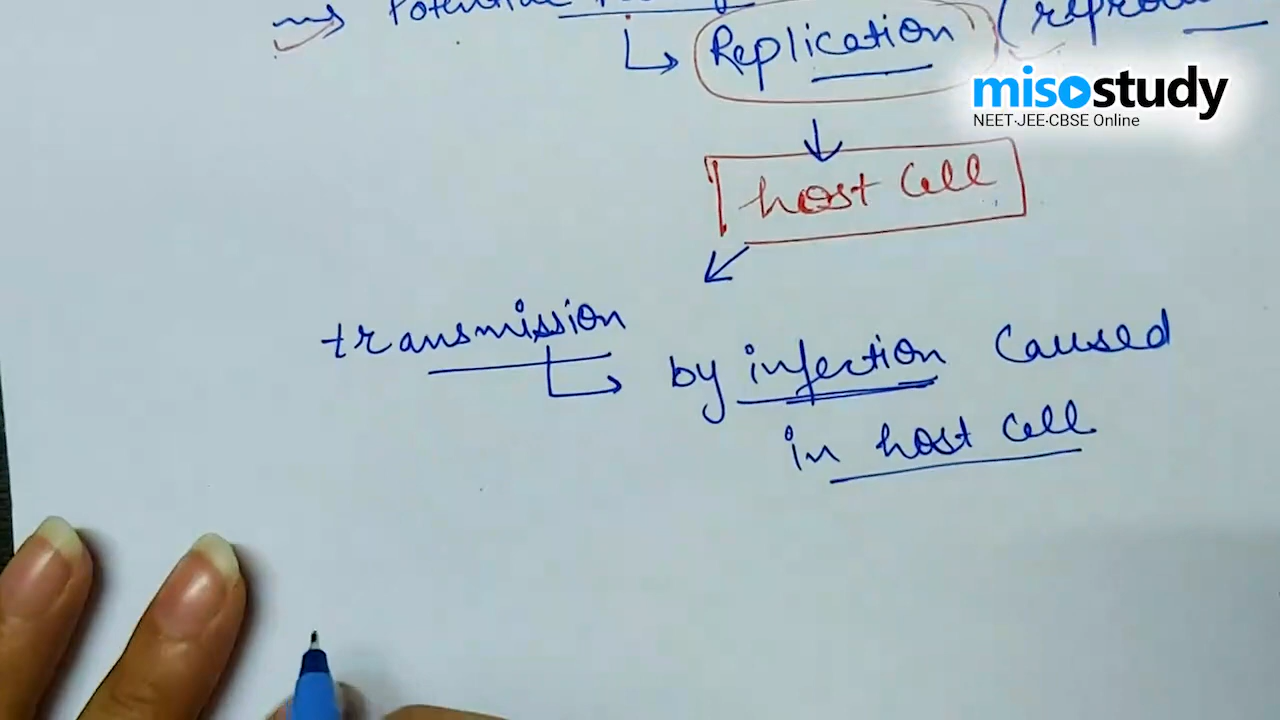 Replication
misostudy
NEET·JEE·CBSE Online
host Cell
transmission
by infection Caused
in host Cell